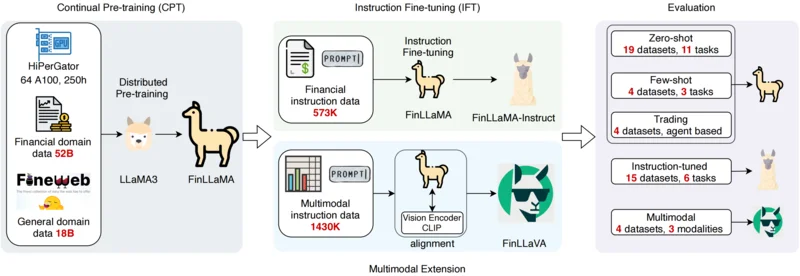 Continual Pre-training (CPT)
HiPerGator
64 A100, 250h
Financial domain
data 52B
Fineweb
General domain
data 18B
Distributed
Pre-training
LLaMA3
FinLLaMA
Instruction Fine-tuning (IFT)
PROMPT
Financial
instruction data
573K
Instruction
Fine-tuning
FinLLaMA
FinLLaMA-Instruct
PROMPT
Multimodal
instruction data
1430K
Vision Encoder
CLIP
alignment
FinLLaVA
Multimodal Extension
Evaluation
Zero-shot
19 datasets, 11 tasks
Few-shot
4 datasets, 3 tasks
Trading
4 datasets, agent based
Instruction-tuned
15 datasets, 6 tasks
Multimodal
4 datasets, 3 modalities